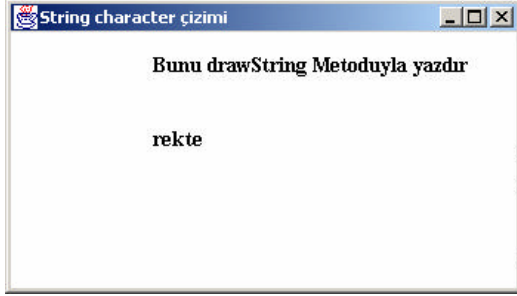 String character çizimi
Bunu drawString Metoduyla yazdır
rekte